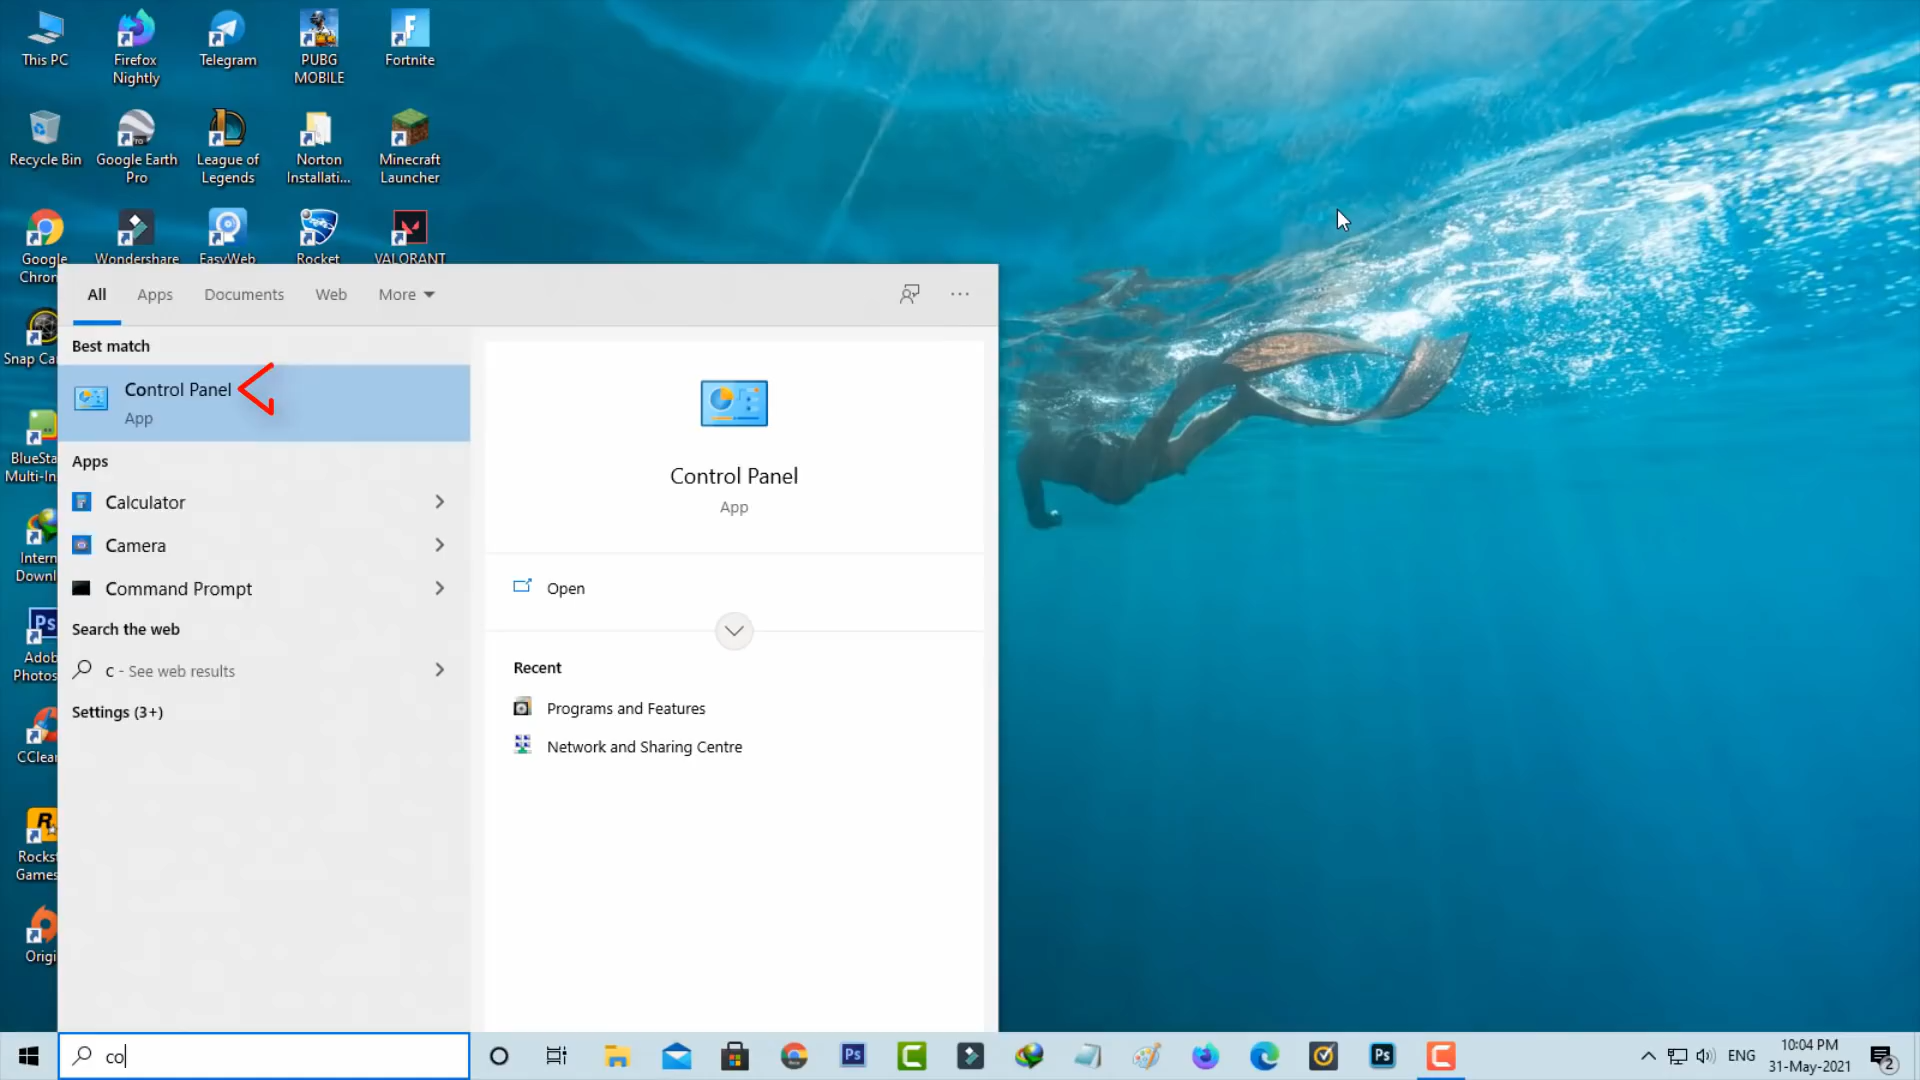 This PC
Firefox
Nightly
Telegram
PUBG
MOBILE
Fortnite
Recycle Bin
Google Earth
Pro
League of
Legends
Norton
Installati...
Minecraft
Launcher
Google
Chron
Wondershare
EasyWeb
Rocket
VALORANT
Snap Ca
BlueSta
Multi-In
Intern
Downl
Adob
Photos
CClea
Rocks
Games
Origi
All
Apps
Documents
Web
More
Best match
Control Panel
App
Apps
Calculator
Camera
Command Prompt
Search the web
c - See web results
Settings (3+)
Control Panel
App
Open
Recent
Programs and Features
Network and Sharing Centre
co
ENG
10:04 PM
31-May-2021
2